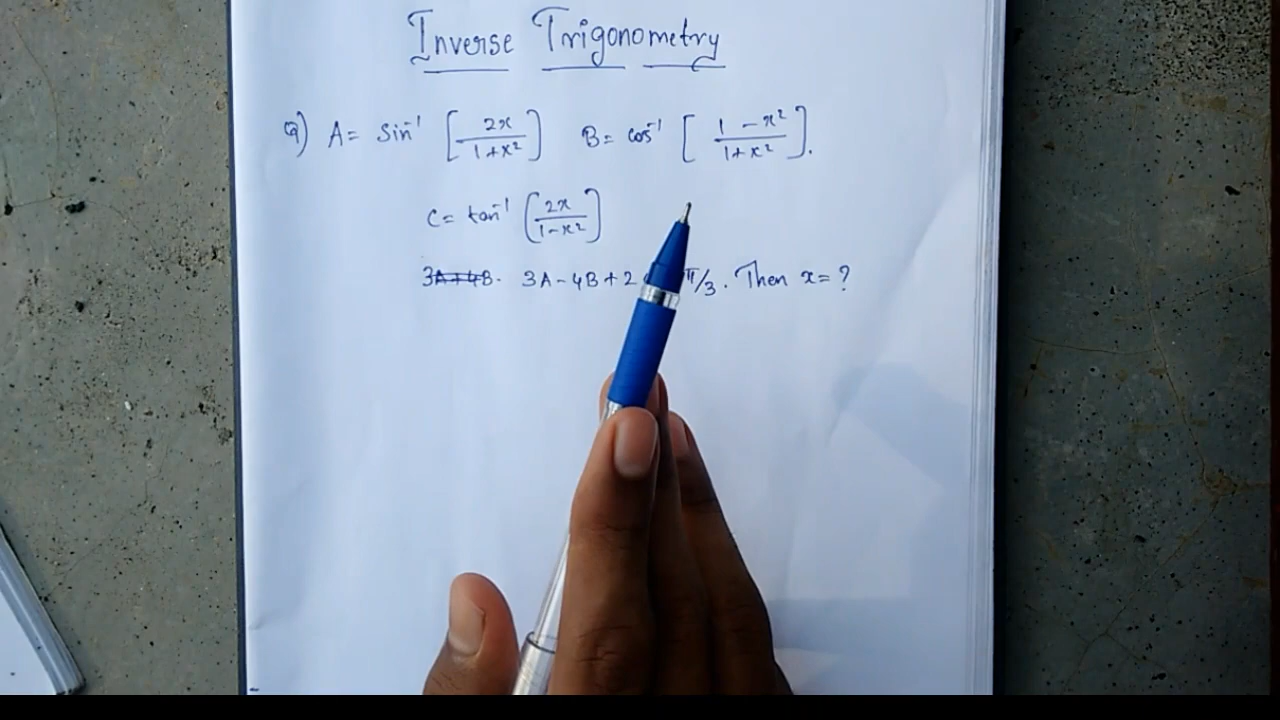 Inverse Trigonometry
Q) A = sin⁻¹ [2x/(1+x²)] B = cos⁻¹ [(1-x²)/(1+x²)].
C = tan⁻¹ [2x/(1-x²)]
3A+4B. 3A-4B+2 π/3. Then x=?